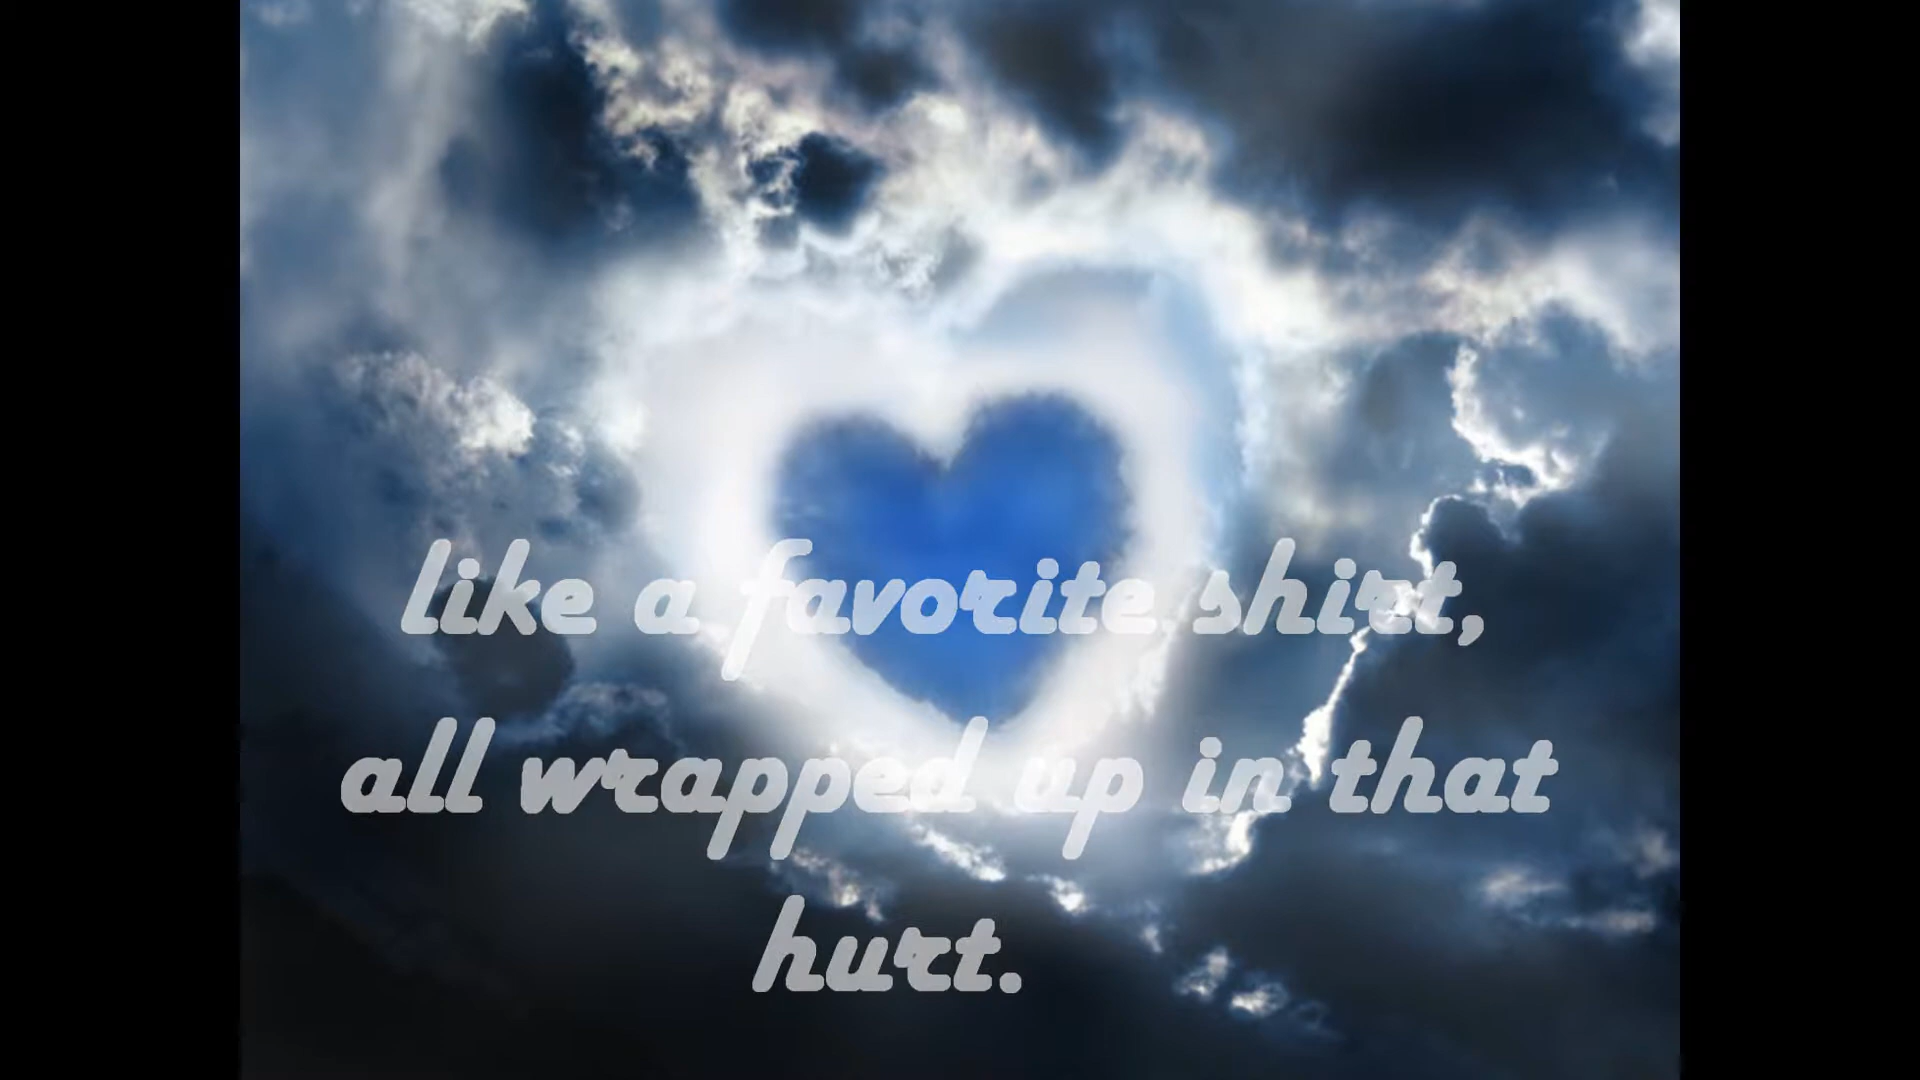 like a favorite shirt,
all wrapped up in that
hurt.